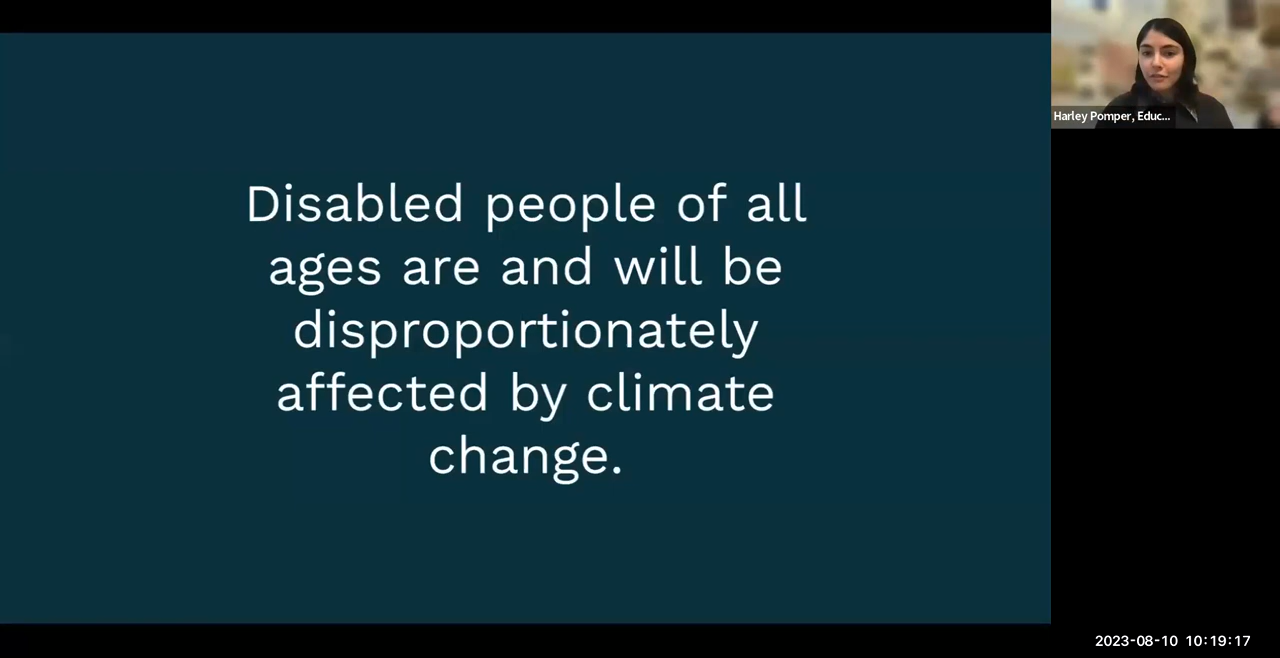 Disabled people of all
ages are and will be
disproportionately
affected by climate
change.
Harley Pomper, Educ...
2023-08-10 10:19:17